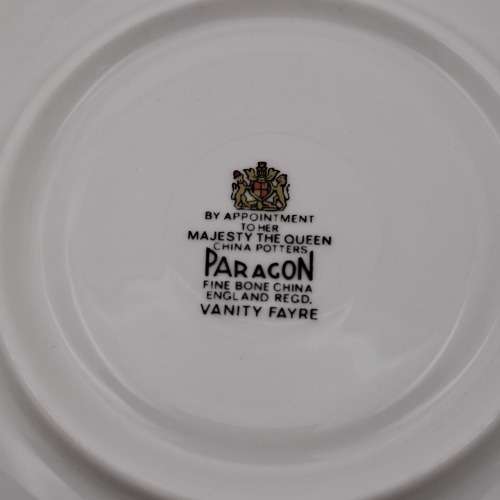 BY APPOINTMENT
TO HER
MAJESTY THE QUEEN
CHINA POTTERS
PARAGON
FINE BONE CHINA
ENGLAND REGD.
VANITY FAYRE